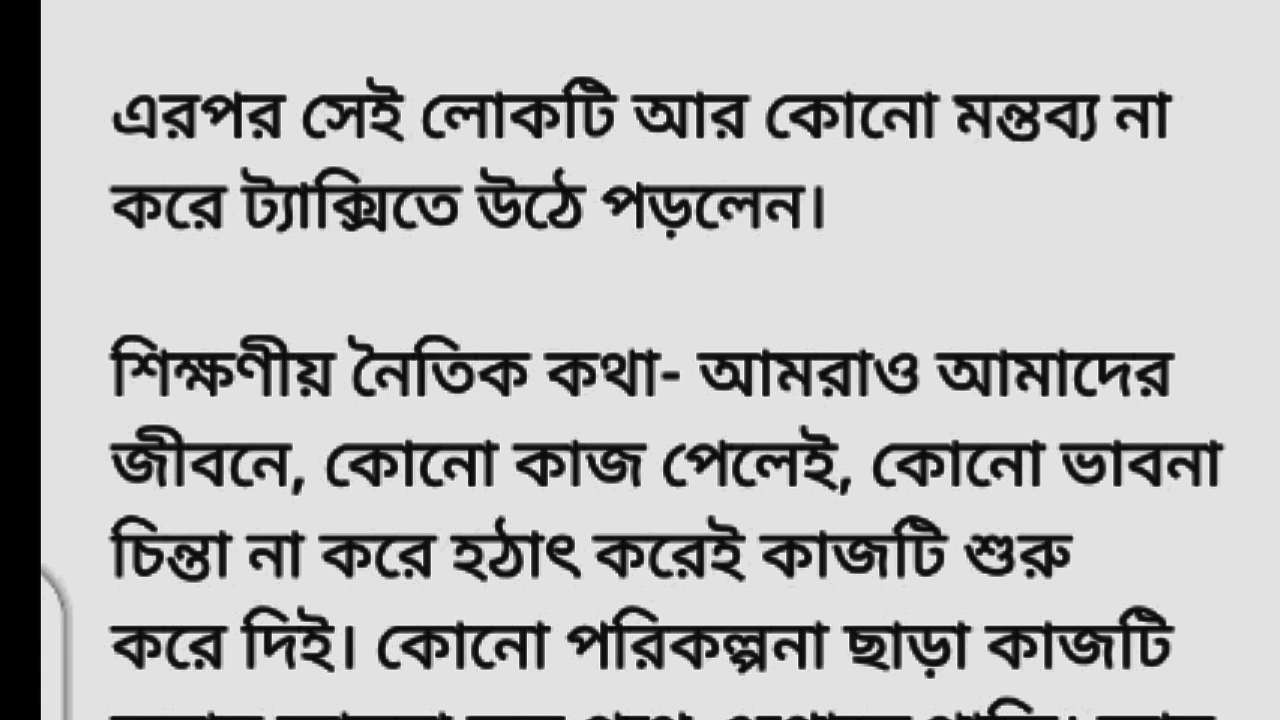 এরপর সেই লোকটি আর কোনো মন্তব্য না
করে ট্যাক্সিতে উঠে পড়লেন।
শিক্ষণীয় নৈতিক কথা- আমরাও আমাদের
জীবনে, কোনো কাজ পেলেই, কোনো ভাবনা
চিন্তা না করে হঠাৎ করেই কাজটি শুরু
করে দিই। কোনো পরিকল্পনা ছাড়া কাজটি